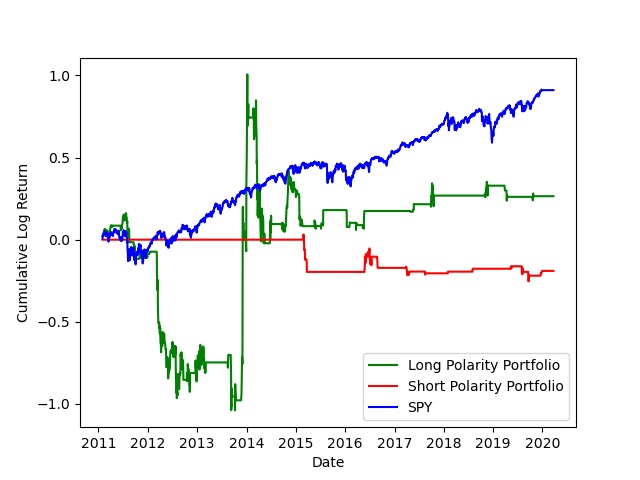 1.0
0.5
0.0
−0.5
−1.0
Cumulative Log Return
2011 2012 2013 2014 2015 2016 2017 2018 2019 2020
Date
Long Polarity Portfolio
Short Polarity Portfolio
SPY